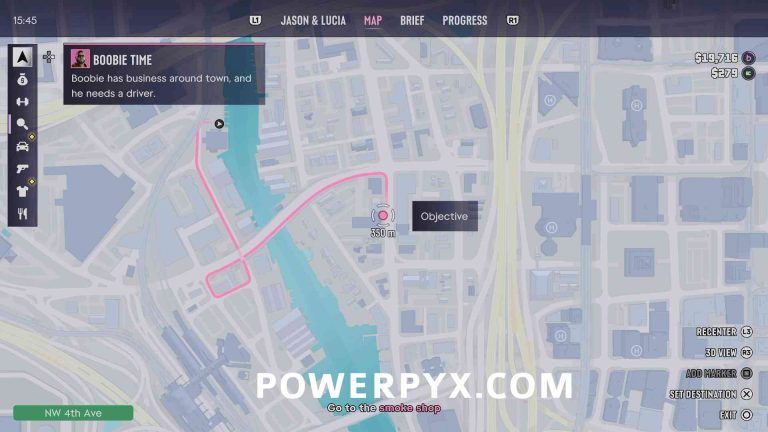 15:45
L1 JASON & LUCIA MAP BRIEF PROGRESS R1
BOOBIE TIME
Boobie has business around town, and
he needs a driver.
$19,716
$279
H
H
H
H
H
Objective
350 m
RECENTER L3
3D VIEW R3
ADD MARKER
SET DESTINATION
EXIT
POWERPYX.COM
Go to the smoke shop
NW 4th Ave